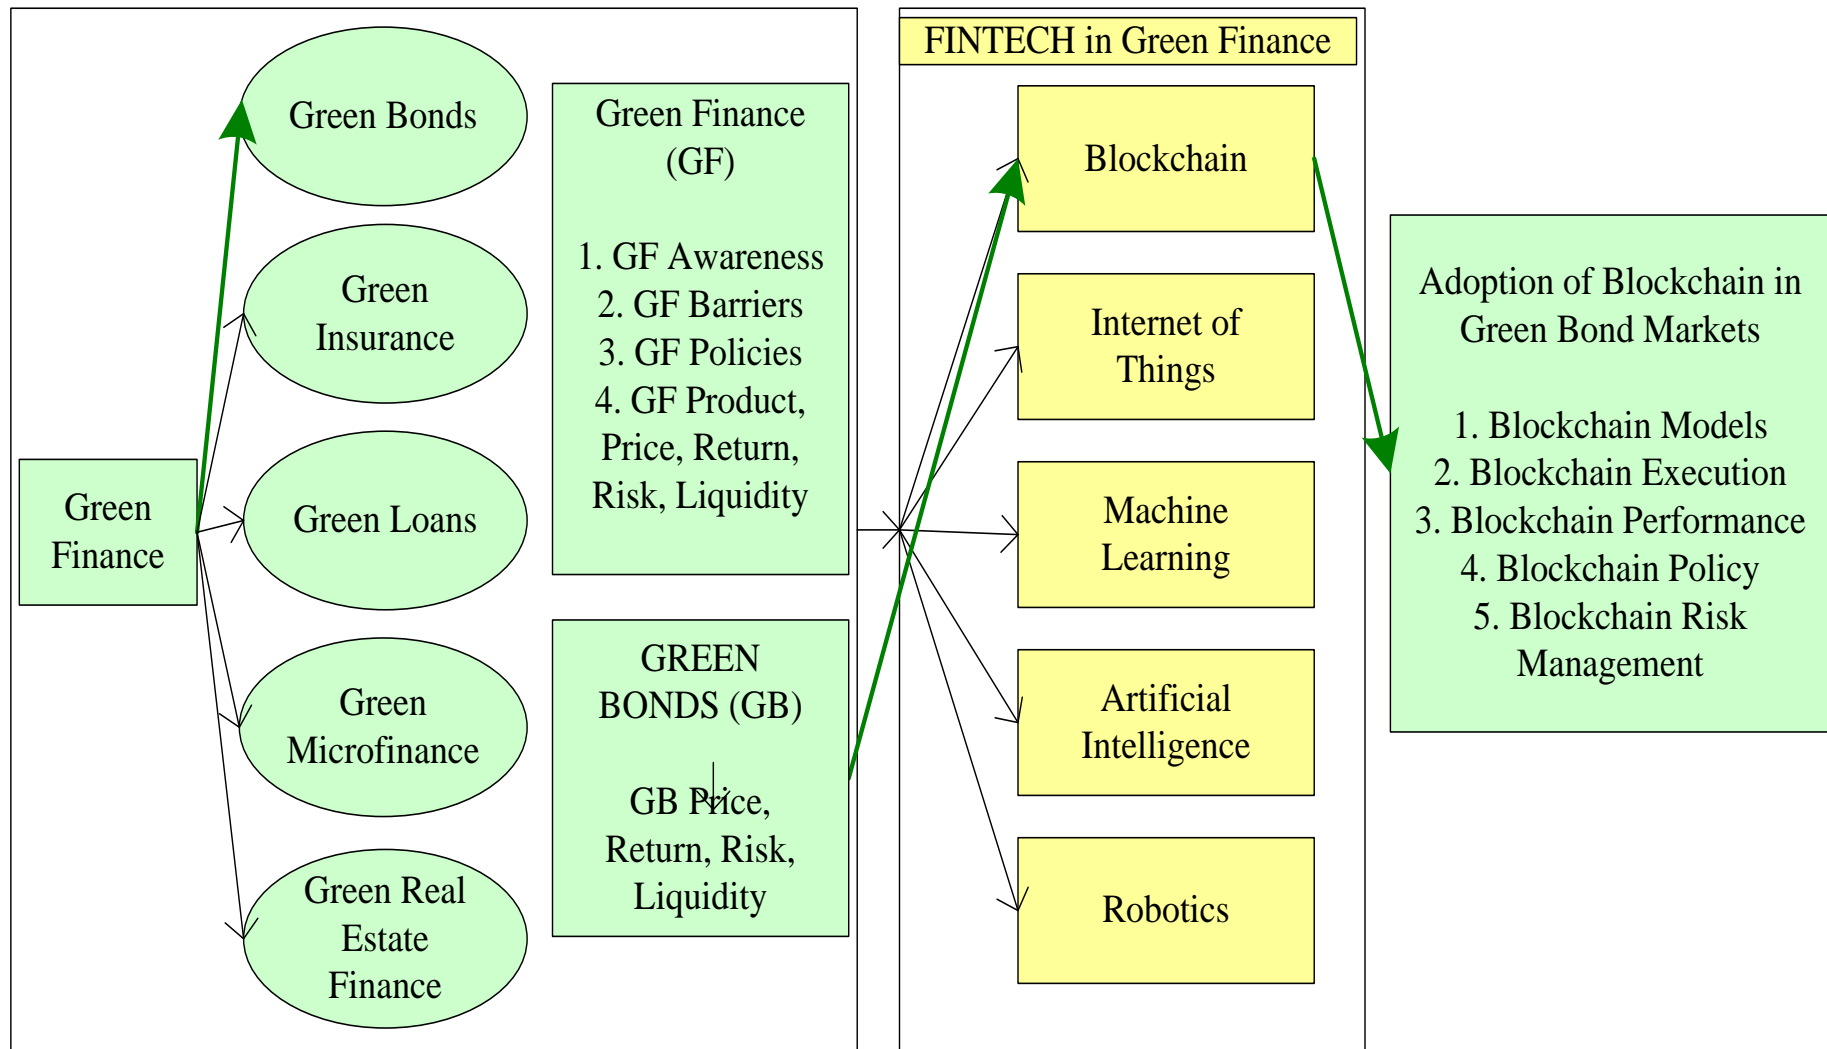 Green
Finance
Green Bonds
Green
Insurance
Green Loans
Green
Microfinance
Green Real
Estate
Finance
Green Finance
(GF)
1. GF Awareness
2. GF Barriers
3. GF Policies
4. GF Product,
Price, Return,
Risk, Liquidity
GREEN
BONDS (GB)
GB Price,
Return, Risk,
Liquidity
FINTECH in Green Finance
Blockchain
Internet of
Things
Machine
Learning
Artificial
Intelligence
Robotics
Adoption of Blockchain in
Green Bond Markets
1. Blockchain Models
2. Blockchain Execution
3. Blockchain Performance
4. Blockchain Policy
5. Blockchain Risk
Management